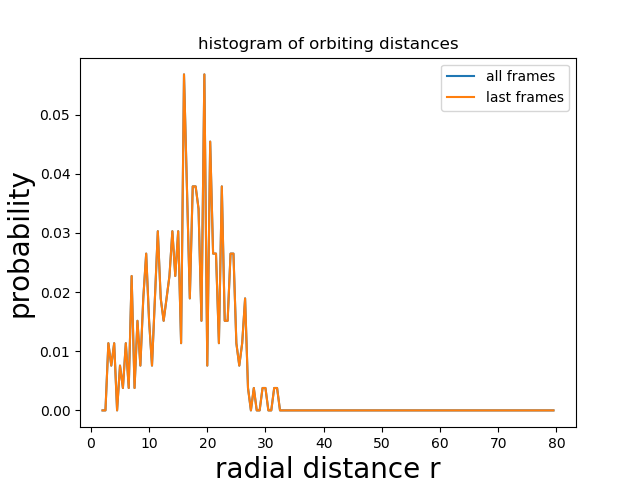 histogram of orbiting distances
all frames
last frames
probability
0.05
0.04
0.03
0.02
0.01
0.00
0 10 20 30 40 50 60 70 80
radial distance r